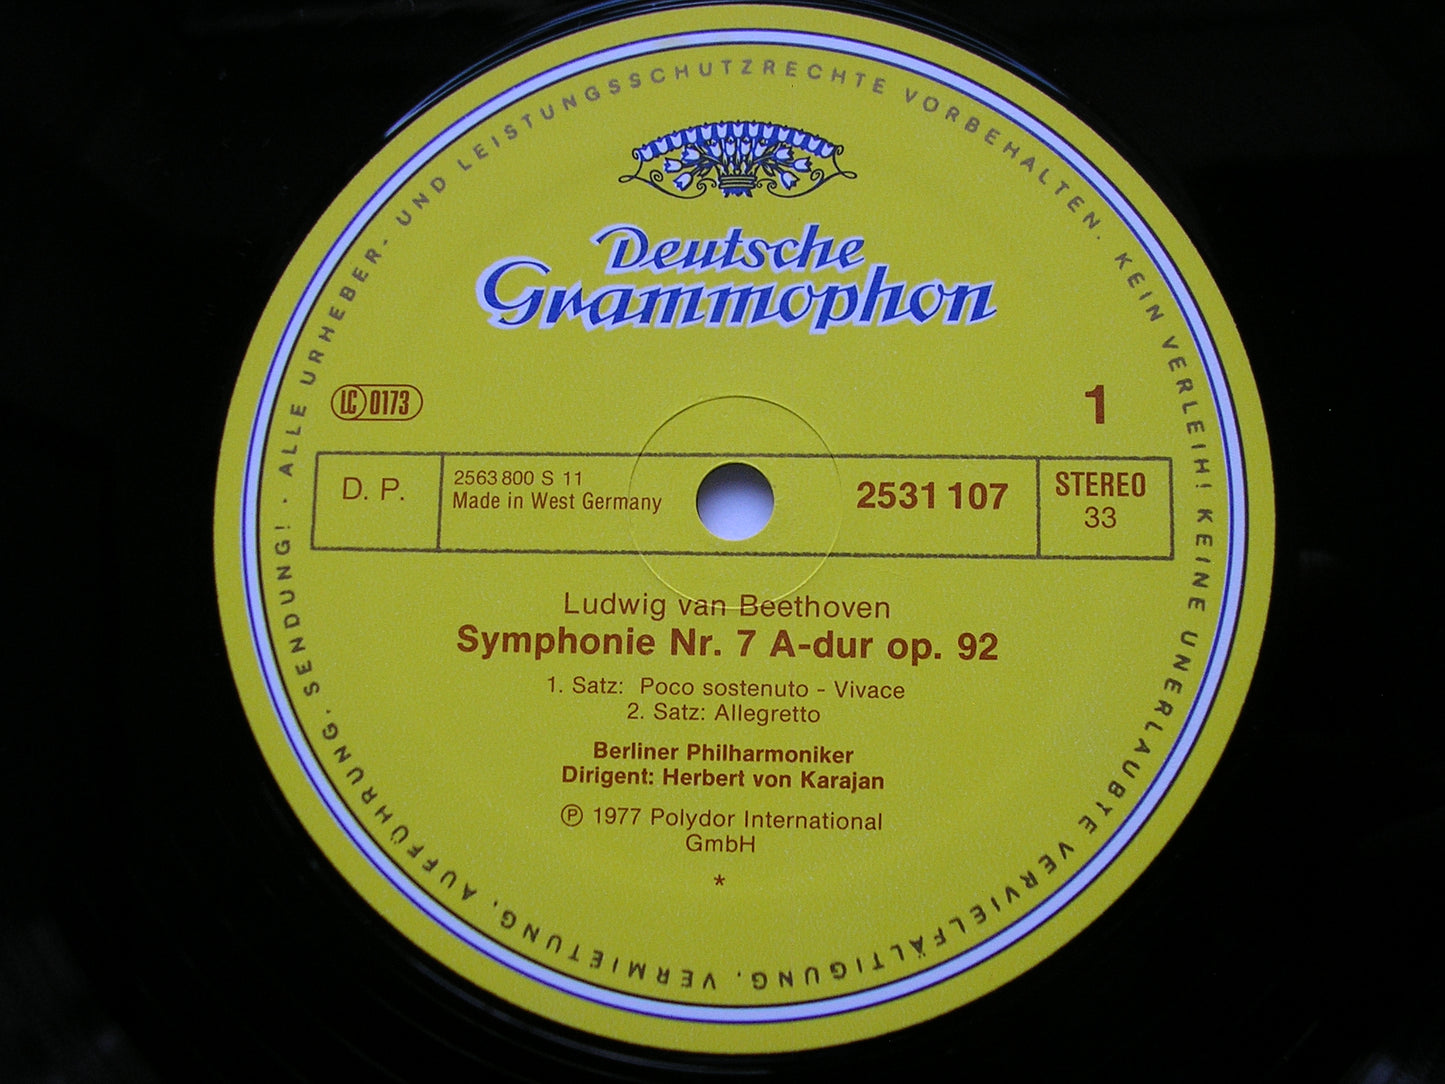 ALLE URHEBER- UND LEISTUNGSSCHUTZRECHTE VORBEHALTEN. KEIN VERLEIH! KEINE UNERLAUBTE VERVIELFÄLTIGUNG, VERMIETUNG, AUFFÜHRUNG, SENDUNG! ·
Deutsche
Grammophon
LC 0173
1
D. P.
2563 800 S 11
Made in West Germany
2531 107
STEREO
33
Ludwig van Beethoven
Symphonie Nr. 7 A-dur op. 92
1. Satz: Poco sostenuto - Vivace
2. Satz: Allegretto
Berliner Philharmoniker
Dirigent: Herbert von Karajan
Ⓟ 1977 Polydor International
GmbH
*